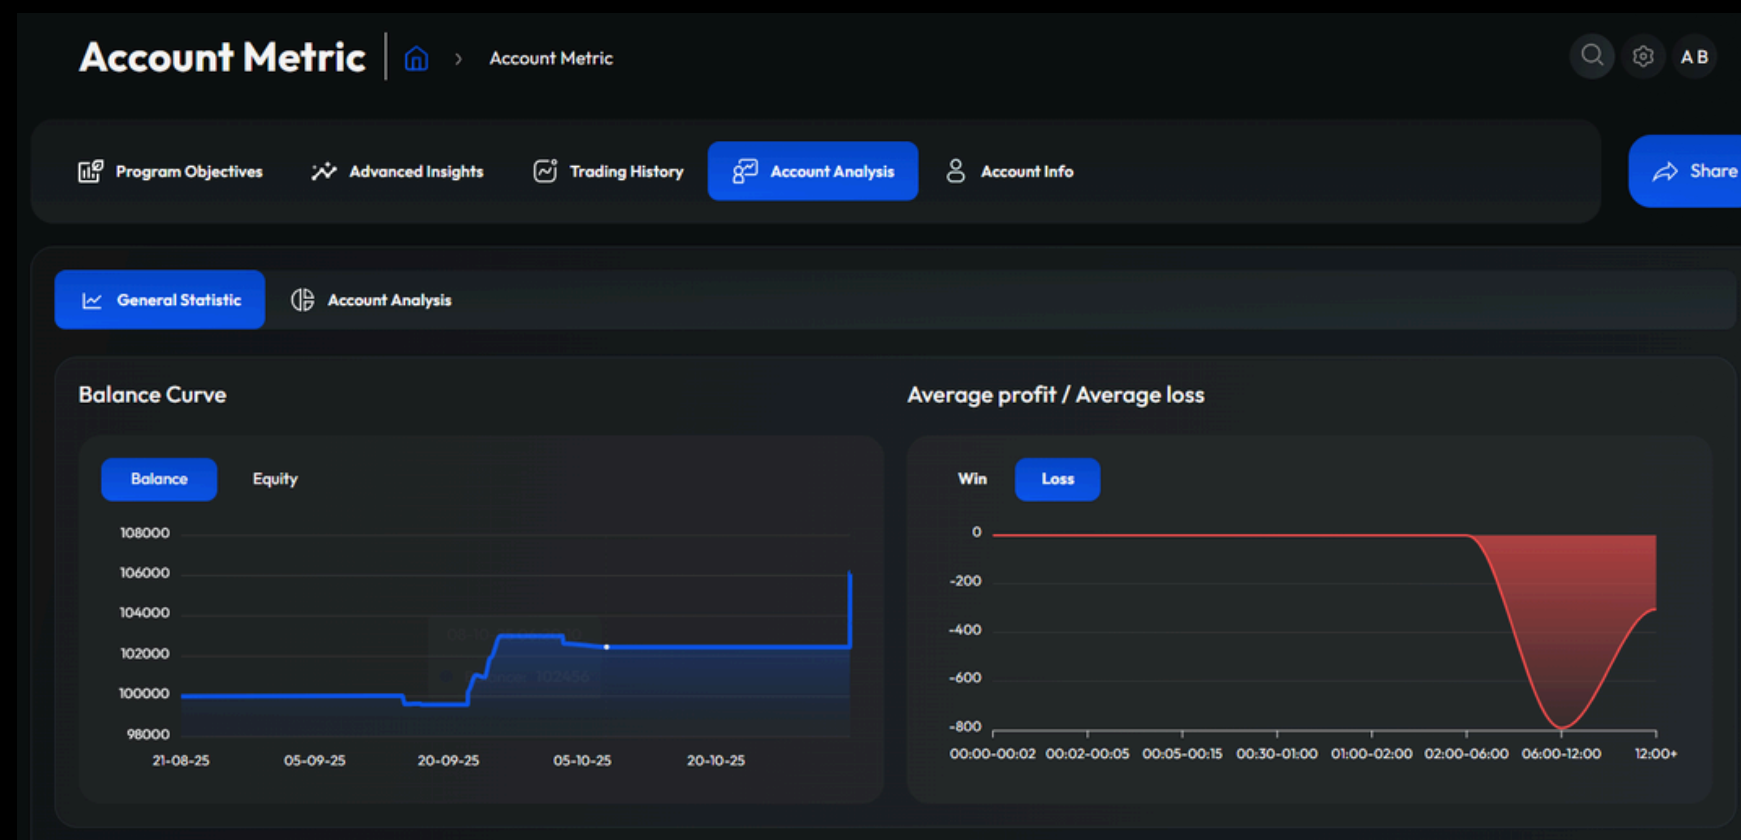 Account Metric
Account Metric
A B
Program Objectives
Advanced Insights
Trading History
Account Analysis
Account Info
Share
General Statistic
Account Analysis
Balance Curve
Balance
Equity
108000
106000
104000
102000
100000
98000
21-08-25
05-09-25
20-09-25
05-10-25
20-10-25
102456
Average profit / Average loss
Win
Loss
0
-200
-400
-600
-800
00:00-00:02
00:02-00:05
00:05-00:15
00:30-01:00
01:00-02:00
02:00-06:00
06:00-12:00
12:00+